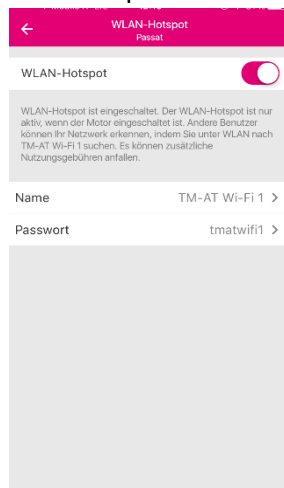 WLAN-Hotspot
Passat
WLAN-Hotspot
WLAN-Hotspot ist eingeschaltet. Der WLAN-Hotspot ist nur
aktiv, wenn der Motor eingeschaltet ist. Andere Benutzer
können Ihr Netzwerk erkennen, indem Sie unter WLAN nach
TM-AT Wi-Fi 1 suchen. Es können zusätzliche
Nutzungsgebühren anfallen.
Name TM-AT Wi-Fi 1
Passwort tmatwifi1